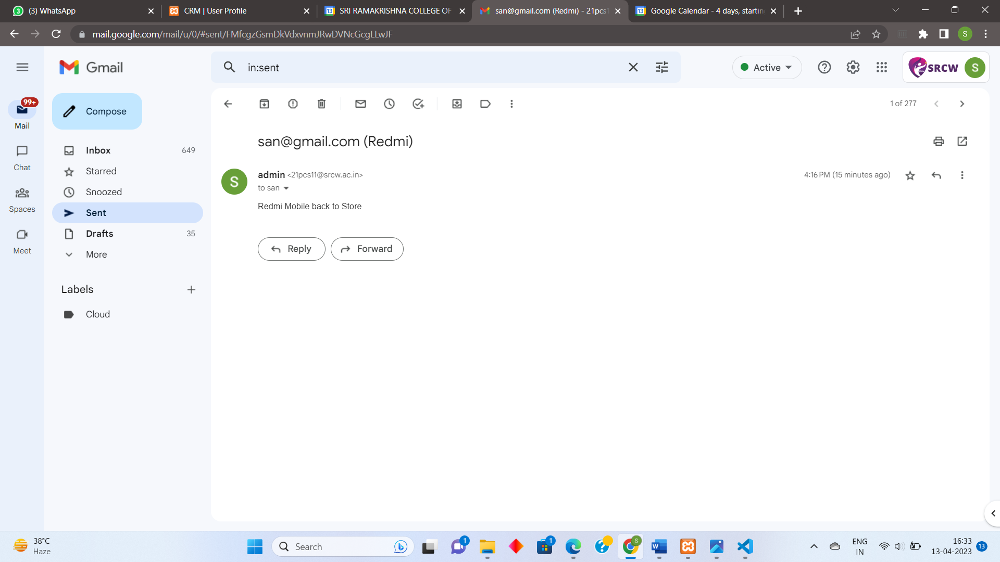 (3) WhatsApp
CRM | User Profile
SRI RAMAKRISHNA COLLEGE OF
san@gmail.com (Redmi) - 21pcs1
Google Calendar - 4 days, startin
mail.google.com/mail/u/0/#sent/FMfcgzGsmDkVdxvnmJRwDVNcGcgLLwJF
S
Gmail
in:sent
Active
SRCW
S
99+
Mail
Chat
Spaces
Meet
Compose
Inbox 649
Starred
Snoozed
Sent
Drafts 35
More
Labels
Cloud
1 of 277
san@gmail.com (Redmi)
S
admin <21pcs11@srcw.ac.in>
4:16 PM (15 minutes ago)
to san
Redmi Mobile back to Store
Reply
Forward
38°C
Haze
Search
1
1
S
ENG
IN
16:33
13-04-2023
13